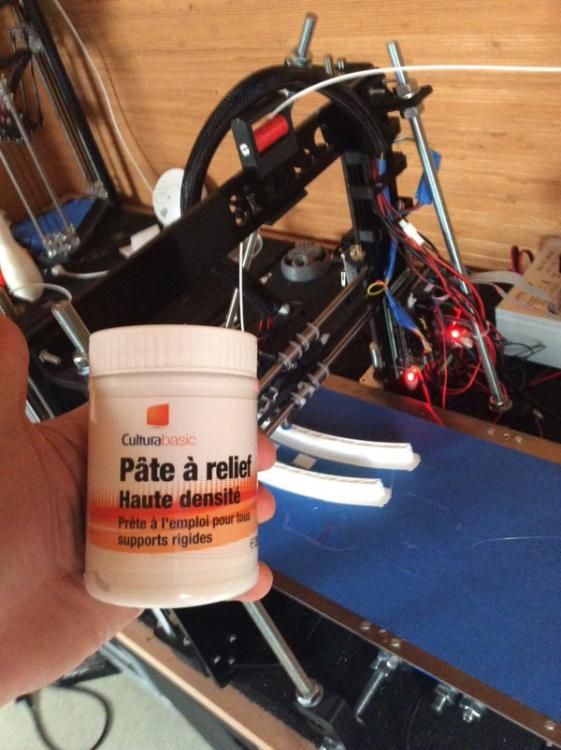 Culturabasic
Pâte à relief
Haute densité
Prête à l'emploi pour tous
supports rigides